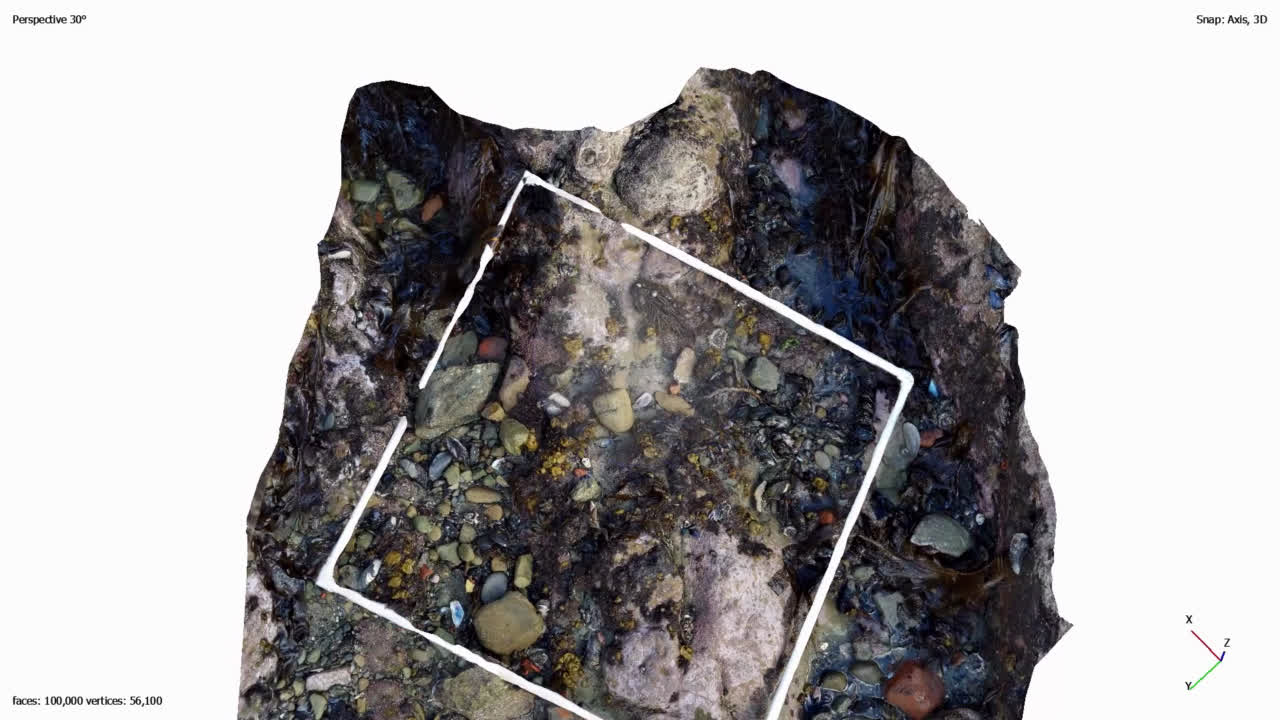 Perspective 30°
Snap: Axis, 3D
X
Z
Y
faces: 100,000 vertices: 56,100